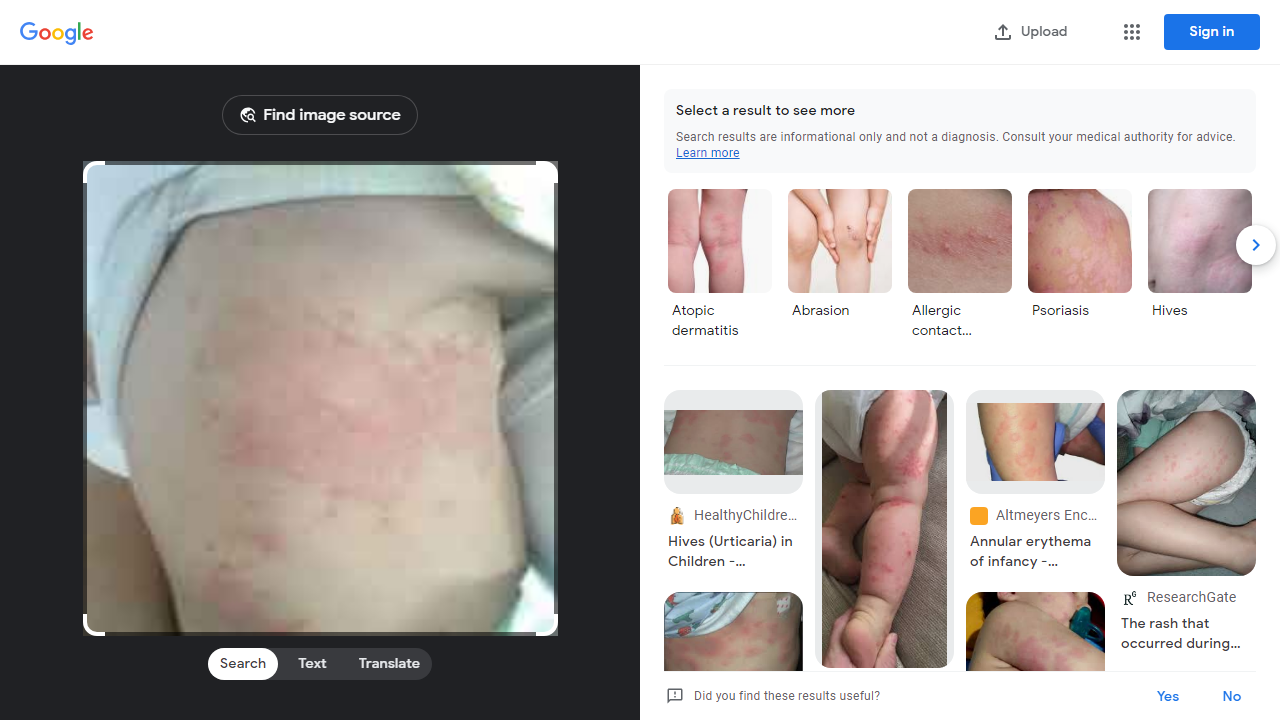 Google
Upload
Sign in
Find image source
Search
Text
Translate
Select a result to see more
Search results are informational only and not a diagnosis. Consult your medical authority for advice.
Learn more
Atopic
dermatitis
Abrasion
Allergic
contact...
Psoriasis
Hives
HealthyChildre...
Hives (Urticaria) in
Children -...
Altmeyers Enc...
Annular erythema
of infancy -...
ResearchGate
The rash that
occurred during...
Did you find these results useful?
Yes
No